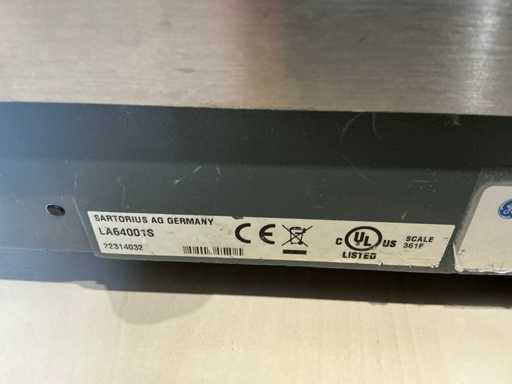 SARTORIUS AG GERMANY
LA64001S
22314032
CE
C UL US
LISTED
SCALE
361F